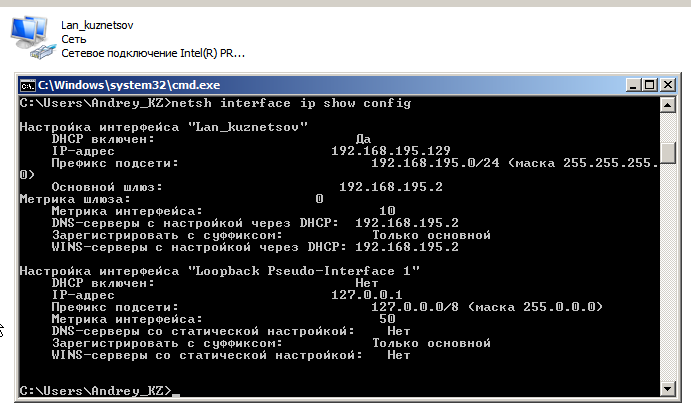 Lan_kuznetsov
Сеть
Сетевое подключение Intel(R) PR...
C:\Windows\system32\cmd.exe
C:\Users\Andrey_KZ>netsh interface ip show config
Настройка интерфейса "Lan_kuznetsov"
DHCP включен: Да
IP-адрес 192.168.195.129
Префикс подсети: 192.168.195.0/24 (маска 255.255.255.
0)
Основной шлюз: 192.168.195.2
Метрика шлюза: 0
Метрика интерфейса: 10
DNS-серверы с настройкой через DHCP: 192.168.195.2
Зарегистрировать с суффиксом: Только основной
WINS-серверы с настройкой через DHCP: 192.168.195.2
Настройка интерфейса "Loopback Pseudo-Interface 1"
DHCP включен: Нет
IP-адрес 127.0.0.1
Префикс подсети: 127.0.0.0/8 (маска 255.0.0.0)
Метрика интерфейса: 50
DNS-серверы со статической настройкой: Нет
Зарегистрировать с суффиксом: Только основной
WINS-серверы со статической настройкой: Нет
C:\Users\Andrey_KZ>_